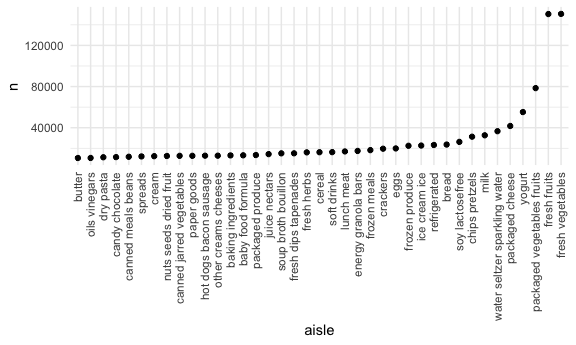 120000
80000
40000
n
butter
oils vinegars
dry pasta
candy chocolate
canned meals beans
spreads
cream
nuts seeds dried fruit
canned jarred vegetables
paper goods
hot dogs bacon sausage
other creams cheeses
baking ingredients
baby food formula
packaged produce
juice nectars
soup broth bouillon
fresh dips tapenades
fresh herbs
cereal
soft drinks
lunch meat
energy granola bars
frozen meals
crackers
eggs
frozen produce
ice cream ice
refrigerated
bread
soy lactosefree
chips pretzels
milk
water seltzer sparkling water
packaged cheese
yogurt
packaged vegetables fruits
fresh fruits
fresh vegetables
aisle